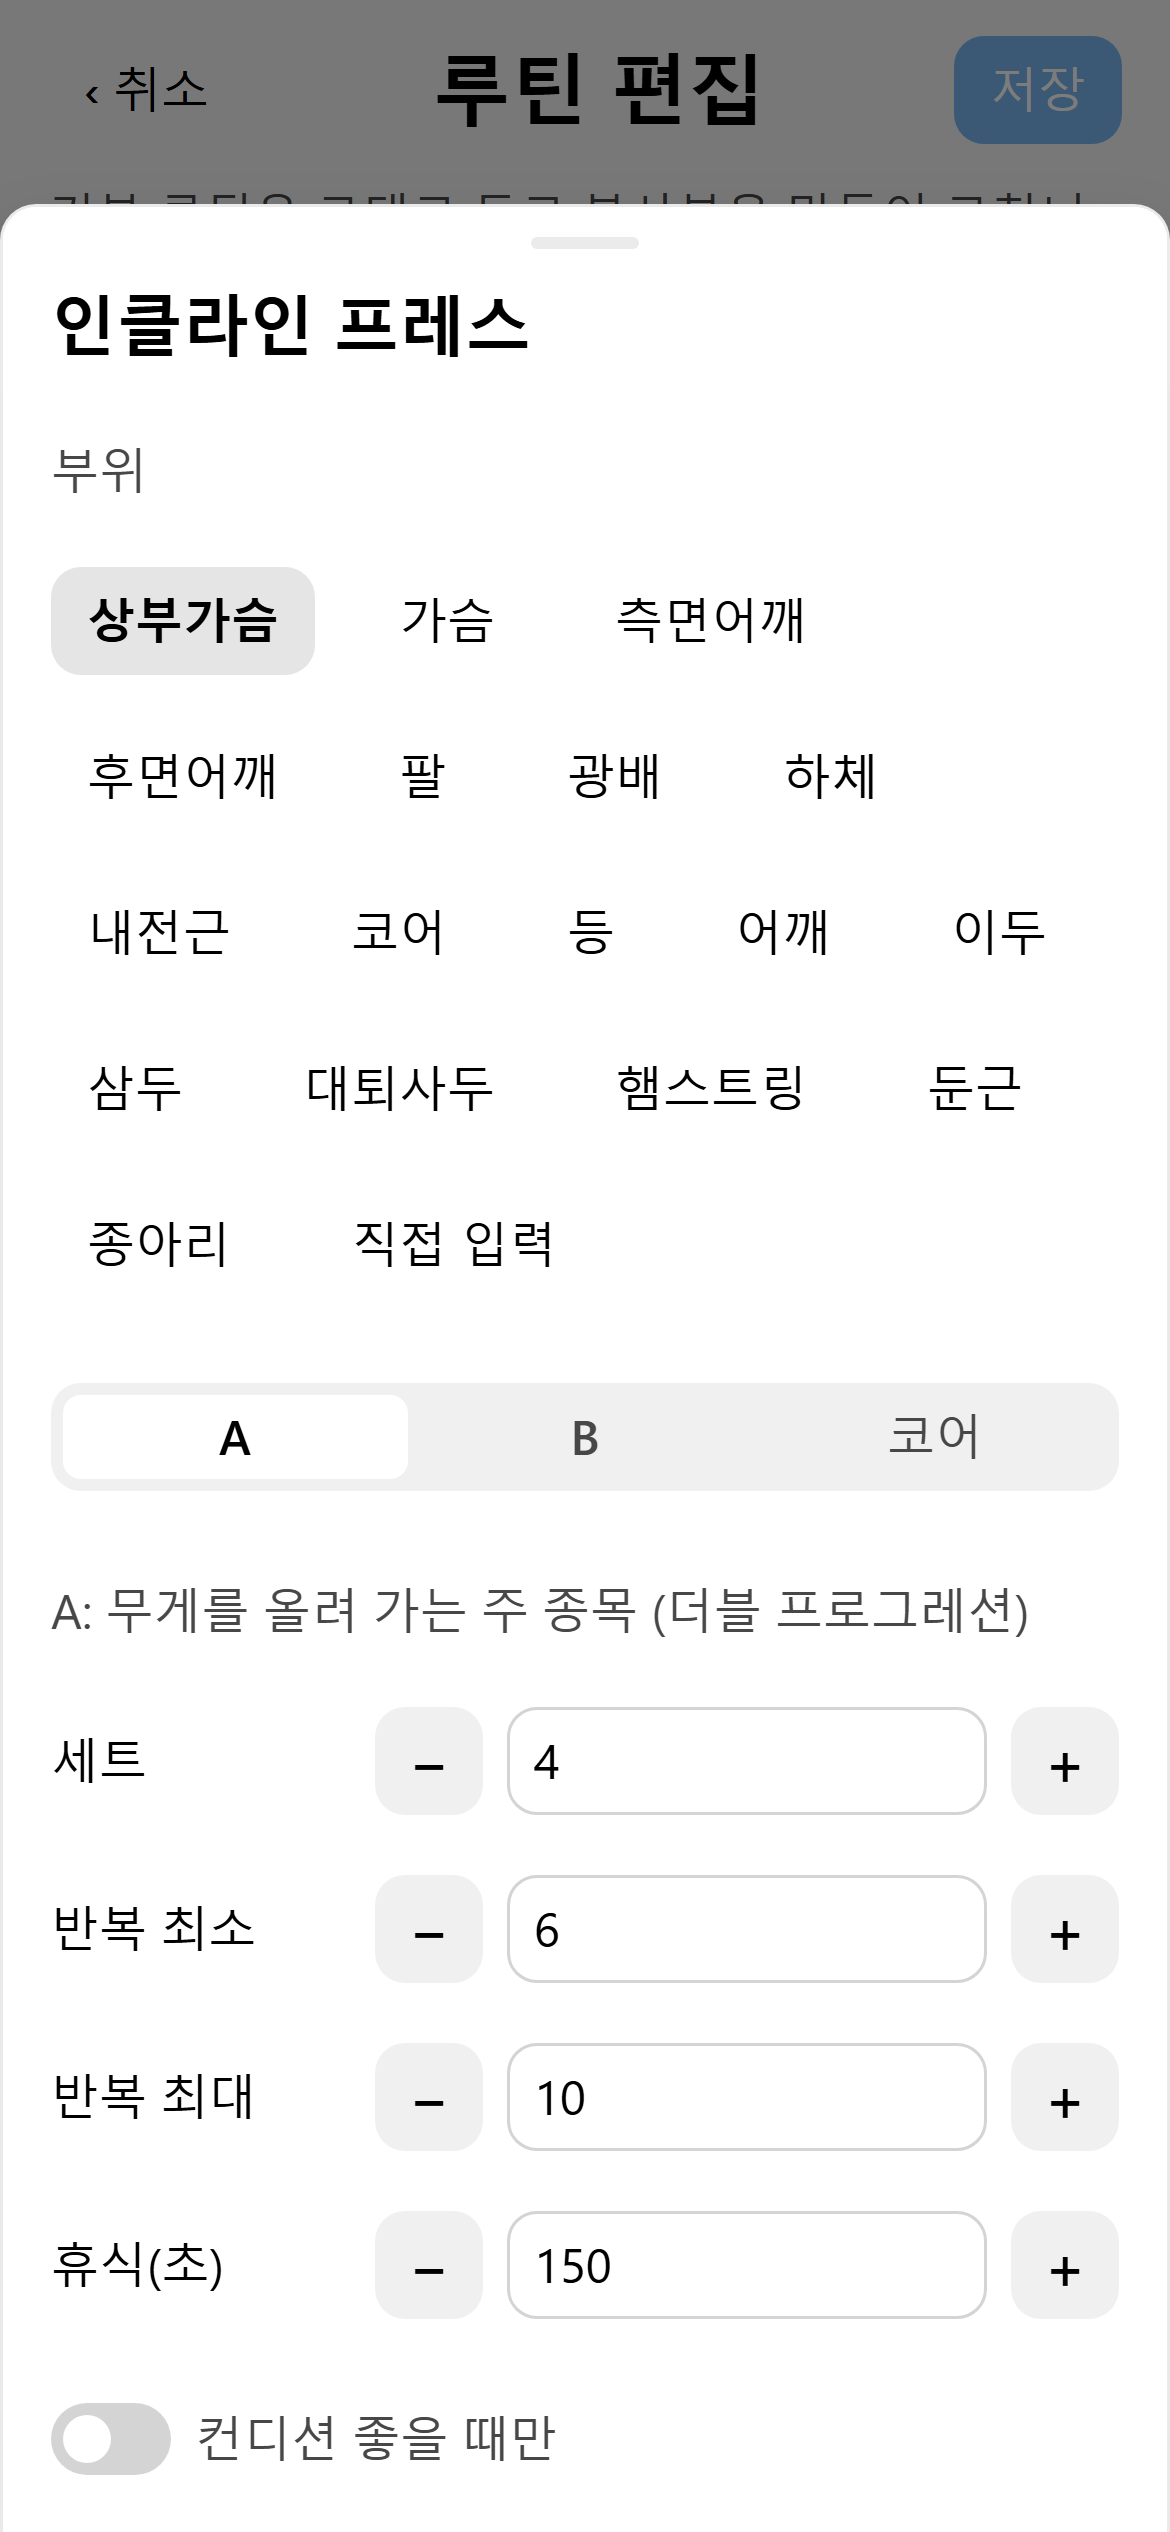 ‹ 취소
루틴 편집
저장
인클라인 프레스
부위
상부가슴 가슴 측면어깨
후면어깨 팔 광배 하체
내전근 코어 등 어깨 이두
삼두 대퇴사두 햄스트링 둔근
종아리 직접 입력
A B 코어
A: 무게를 올려 가는 주 종목 (더블 프로그레션)
세트 − 4 +
반복 최소 − 6 +
반복 최대 − 10 +
휴식(초) − 150 +
컨디션 좋을 때만